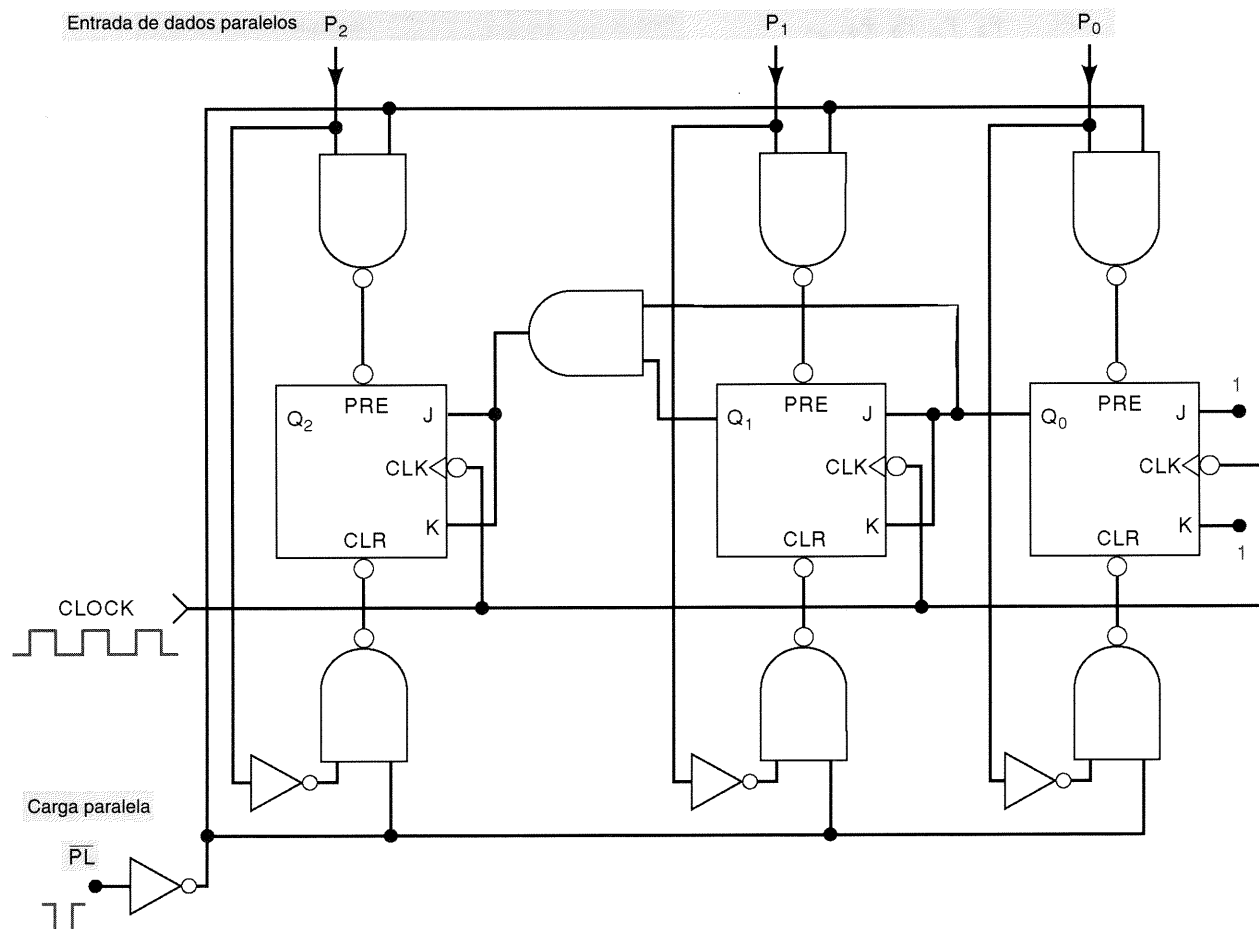 Entrada de dados paralelos P₂ P₁ P₀
PRE PRE PRE
Q₂ J Q₁ J Q₀ J 1
CLK CLK CLK
K K K 1
CLR CLR CLR
CLOCK
Carga paralela
P̅L̅